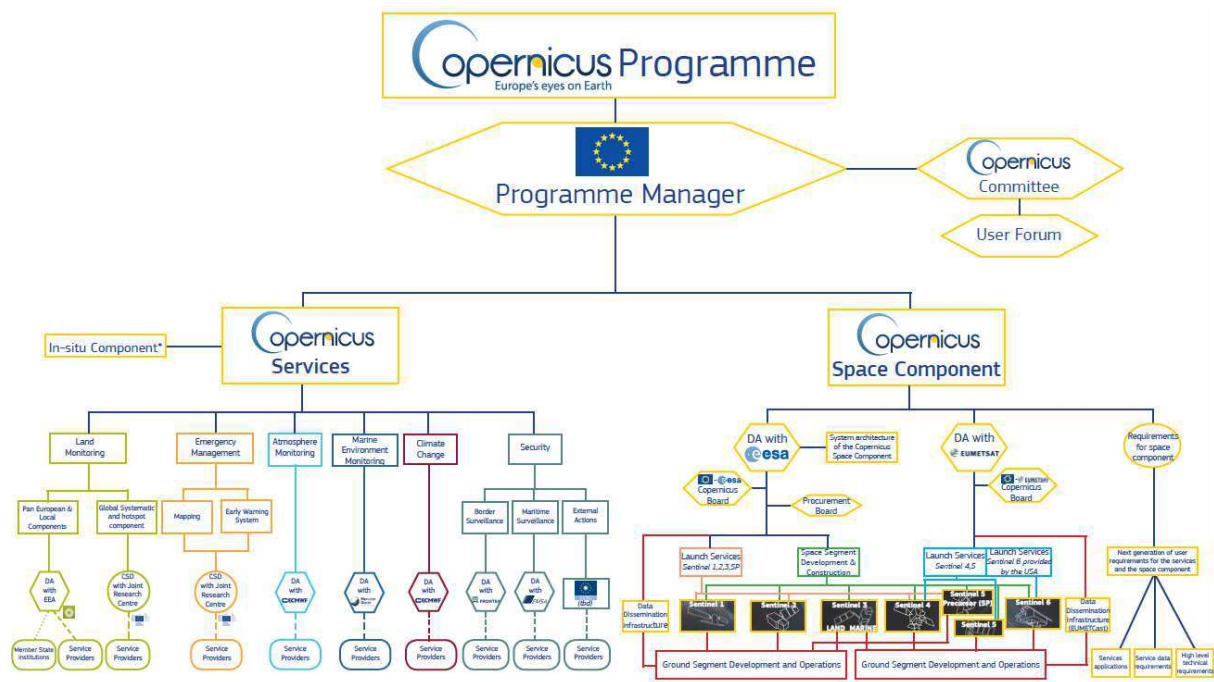 Copernicus Programme
Europe's eyes on Earth
Programme Manager
Copernicus
Committee
User Forum
In-situ Component*
Copernicus
Services
Copernicus
Space Component
Land
Monitoring
Emergency
Management
Atmosphere
Monitoring
Marine
Environment
Monitoring
Climate
Change
Security
Pan European & Local
Components
Global Systematic
and hotspot
component
Mapping
Early Warning
System
Border
Surveillance
Maritime
Surveillance
External
Actions
DA
with
EEA
CSD
with Joint
Research
Centre
CSD
with Joint
Research
Centre
DA
with
ECMWF
DA
with
DA
with
ECMWF
DA
with
FRONTEX
DA
with
EMSA
(tbd)
Member State
institutions
Service
Providers
Service
Providers
Service
Providers
Service
Providers
Service
Providers
Service
Providers
Service
Providers
Service
Providers
Service
Providers
DA with
esa
System architecture
of the Copernicus
Space Component
esa
Copernicus
Board
Procurement
Board
DA with
EUMETSAT
EUMETSAT
Copernicus
Board
Requirements
for space
component
Launch Services
Sentinel 1,2,3,5P
Space Segment
Development &
Construction
Launch Services
Sentinel 4,5
Launch Services
Sentinel 6 provided
by the USA
Next generation of user
requirements for the services
and the space component
Data
Dissemination
Infrastructure
Sentinel 1
Sentinel 2
Sentinel 3
LAND MARINE
Sentinel 4
Sentinel 5
Precursor (5P)
Sentinel 5
Sentinel 6
Data
Dissemination
Infrastructure
(EUMETCast)
Ground Segment Development and Operations
Ground Segment Development and Operations
Services
applications
Service data
requirements
High level
technical
requirements